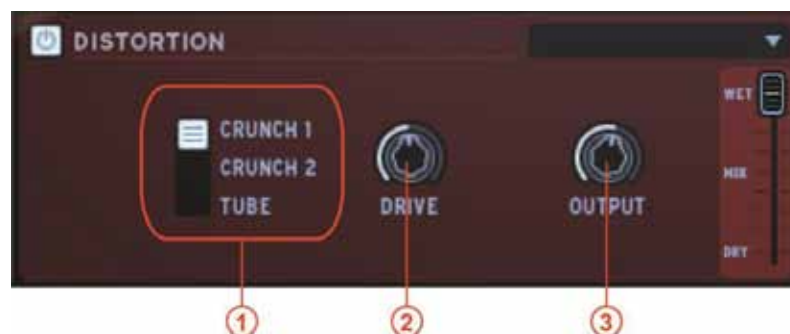 DISTORTION
CRUNCH 1
CRUNCH 2
TUBE
DRIVE
OUTPUT
WET
MIX
DRY
1
2
3